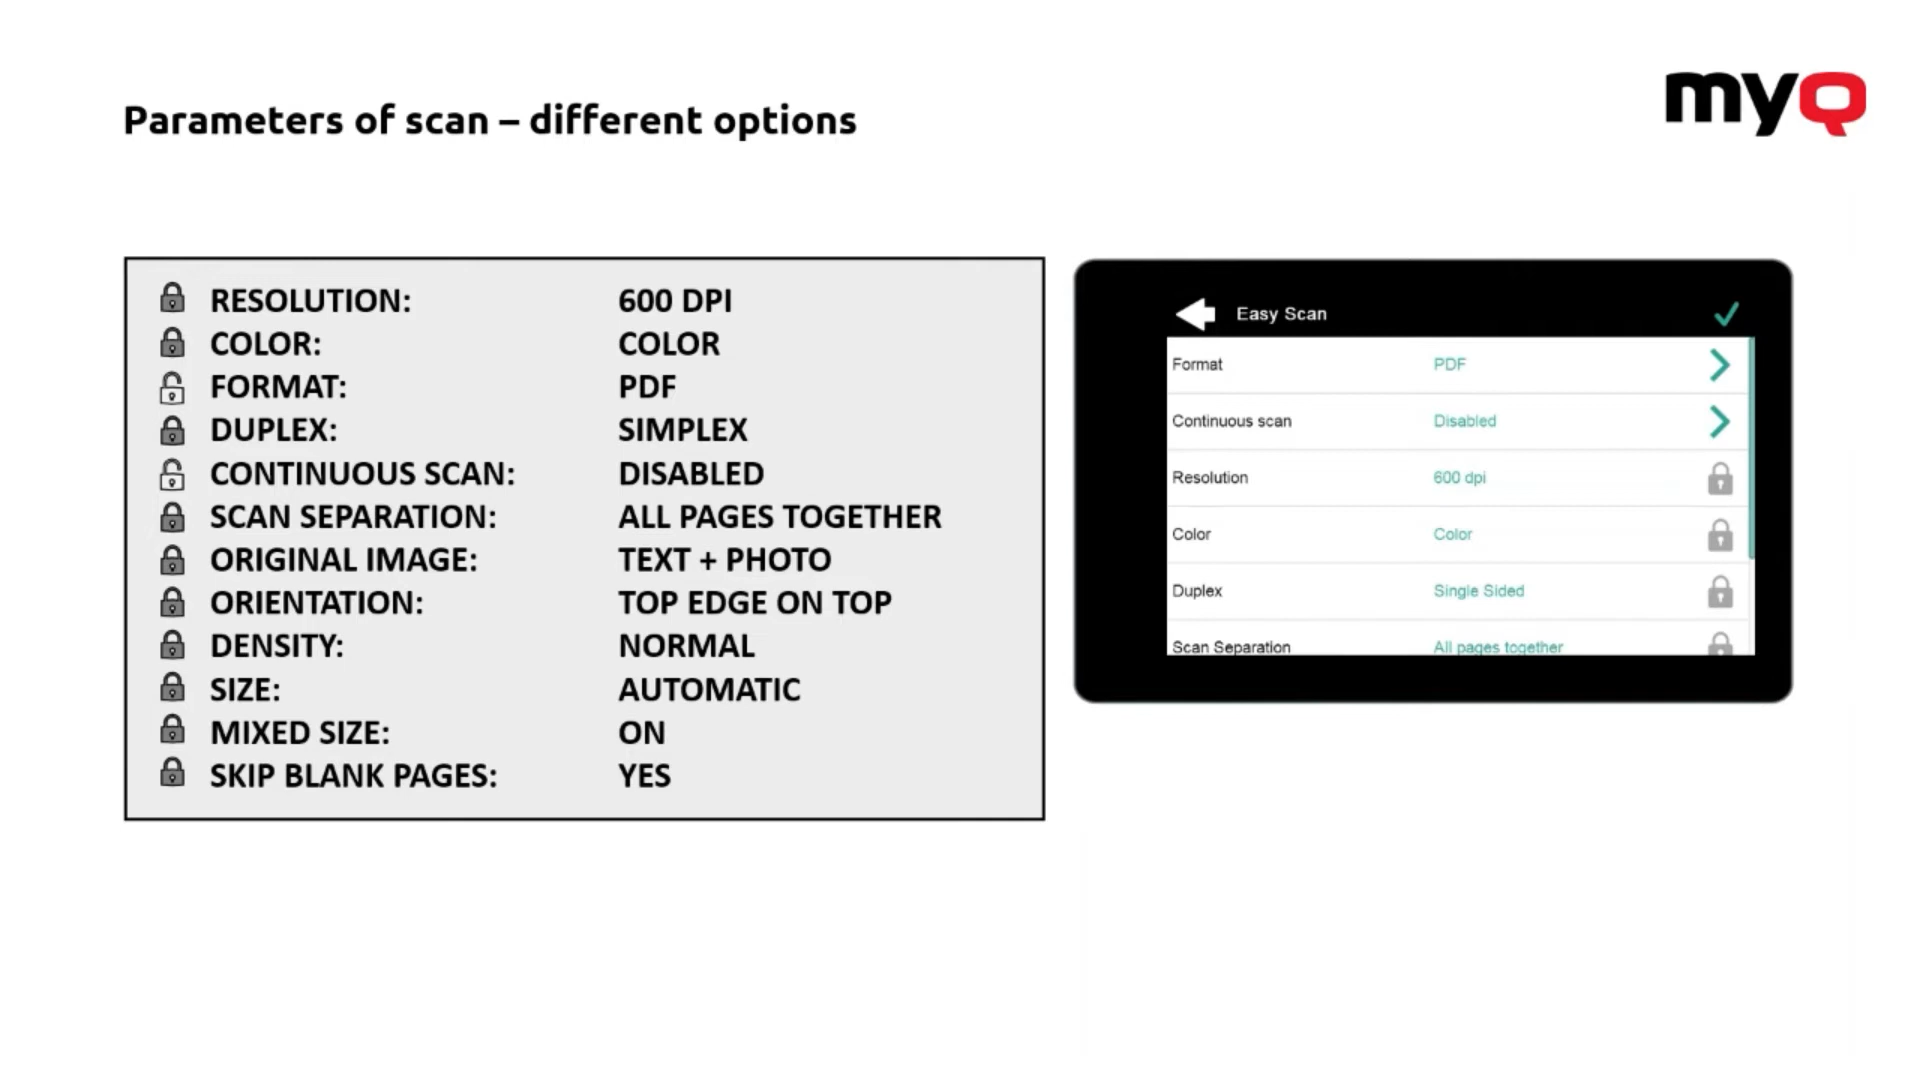 Parameters of scan – different options
myQ
RESOLUTION: 600 DPI
COLOR: COLOR
FORMAT: PDF
DUPLEX: SIMPLEX
CONTINUOUS SCAN: DISABLED
SCAN SEPARATION: ALL PAGES TOGETHER
ORIGINAL IMAGE: TEXT + PHOTO
ORIENTATION: TOP EDGE ON TOP
DENSITY: NORMAL
SIZE: AUTOMATIC
MIXED SIZE: ON
SKIP BLANK PAGES: YES
Easy Scan
Format PDF
Continuous scan Disabled
Resolution 600 dpi
Color Color
Duplex Single Sided
Scan Separation All pages together